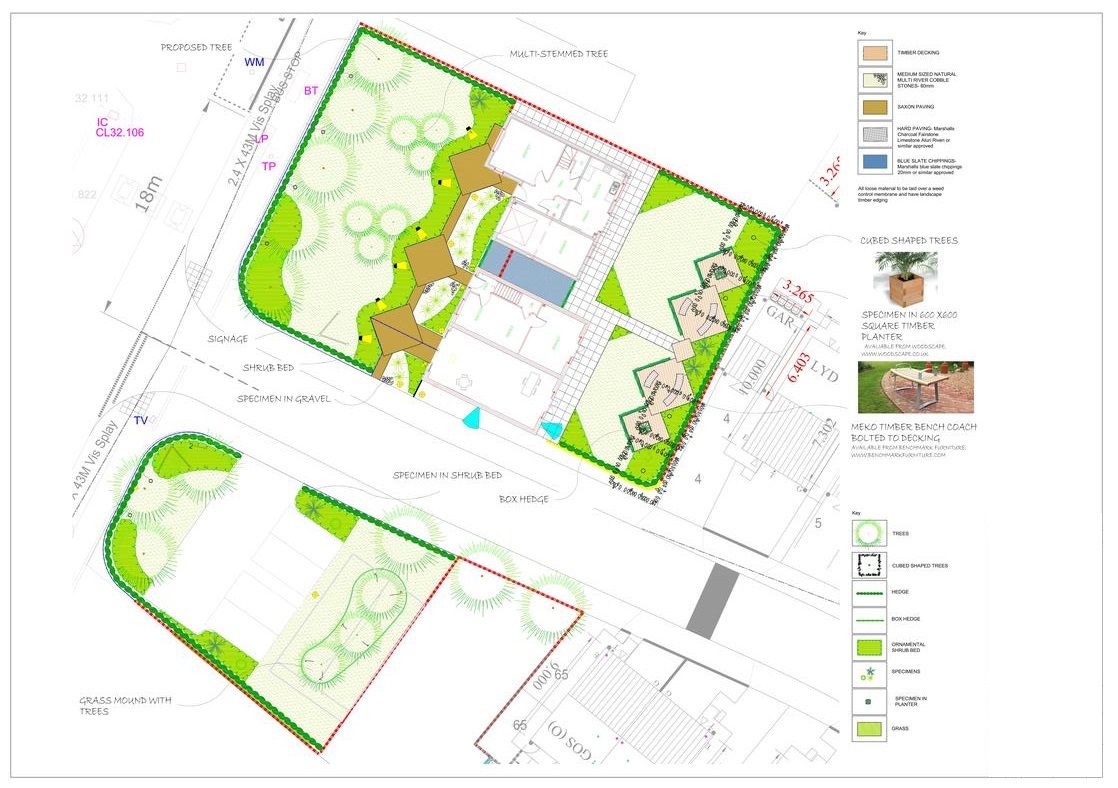 PROPOSED TREE
MULTI-STEMMED TREE
WM
BUS STOP
2.4 X 43M Vis Splay
BT
32.111
IC
CL32.106
LP
TP
.822
18m
SIGNAGE
SHRUB BED
SPECIMEN IN GRAVEL
TV
43M Vis Splay
SPECIMEN IN SHRUB BED
BOX HEDGE
GRASS MOUND WITH
TREES
3.26
3.265
GAR.
6.403
LYD
10.000
7.302
4
4
5
9.000
65
65
GOS (O)
Key
TIMBER DECKING
MEDIUM SIZED NATURAL
MULTI RIVER COBBLE
STONES- 60mm
SAXON PAVING
HARD PAVING- Marshalls
Charcoal Fairstone
Limestone Aluri Riven or
similar approved
BLUE SLATE CHIPPINGS-
Marshalls blue slate chippings
20mm or similar approved
All loose material to be laid over a weed
control membrane and have landscape
timber edging
CUBED SHAPED TREES
SPECIMEN IN 600 X600
SQUARE TIMBER
PLANTER
AVALIABLE FROM WOODSCAPE,
WWW.WOODSCAPE.CO.UK
MEKO TIMBER BENCH COACH
BOLTED TO DECKING
AVAILABLE FROM BENCHMARK FURNITURE,
WWW.BENCHMARKFURNITURE.COM
Key
TREES
CUBED SHAPED TREES
HEDGE
BOX HEDGE
ORNAMENTAL
SHRUB BED
SPECIMENS
SPECIMEN IN
PLANTER
GRASS